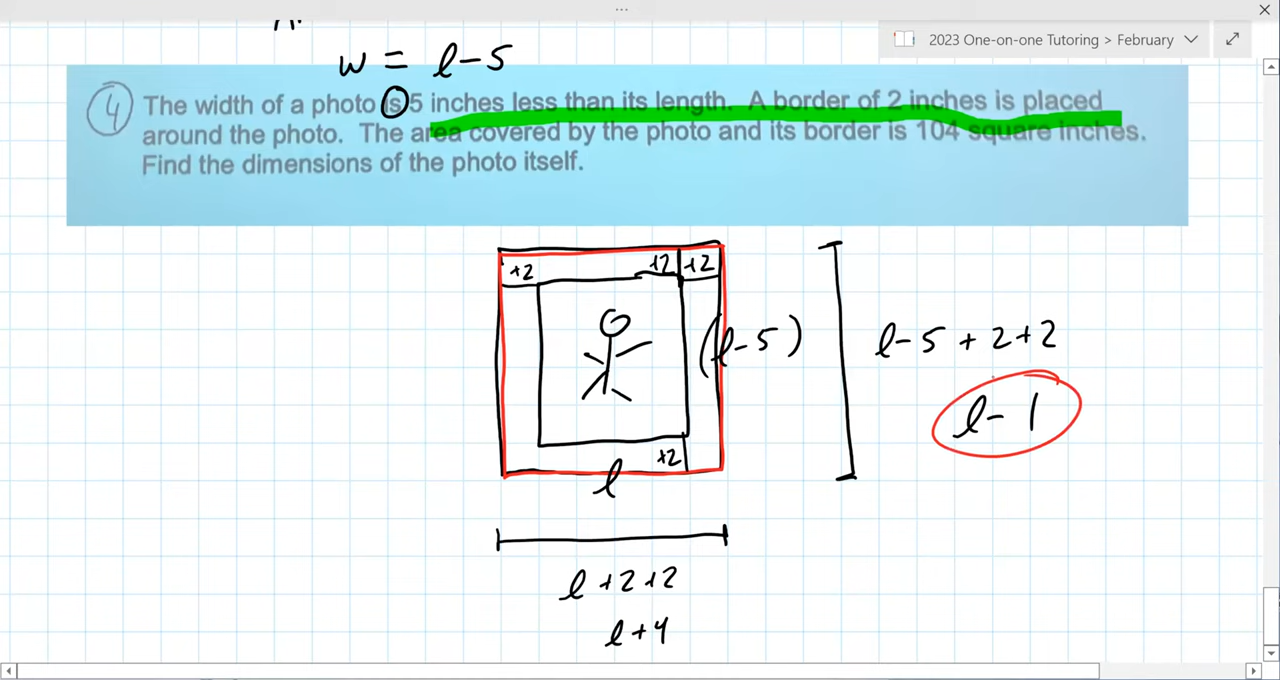 2023 One-on-one Tutoring > February
w = l-5
4 The width of a photo is 5 inches less than its length. A border of 2 inches is placed
around the photo. The area covered by the photo and its border is 104 square inches.
Find the dimensions of the photo itself.
+2 +2 +2
(l-5) l-5+2+2
l-1
+2
l
l+2+2
l+4